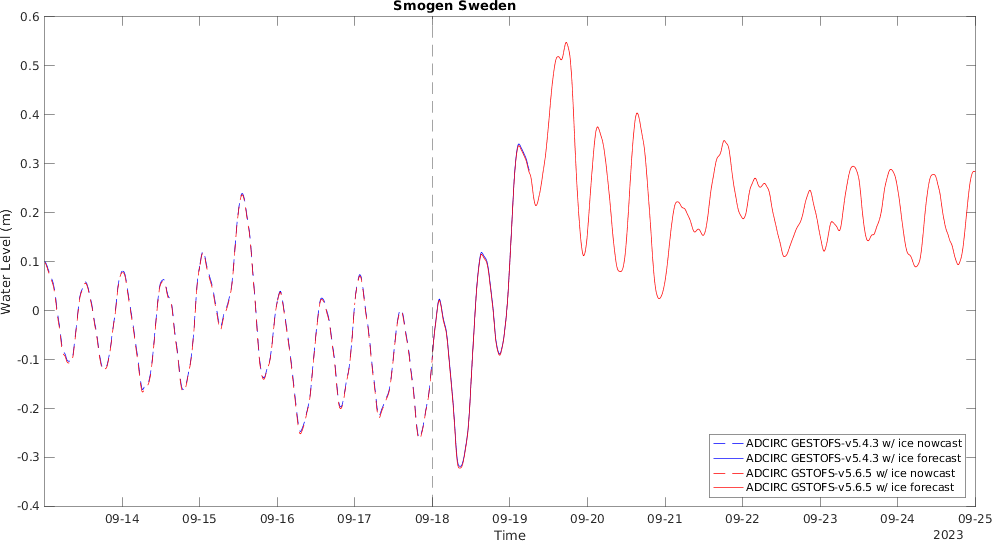 Smogen Sweden
0.6
0.5
0.4
0.3
0.2
0.1
0
-0.1
-0.2
-0.3
-0.4
Water Level (m)
ADCIRC GESTOFS-v5.4.3 w/ ice nowcast
ADCIRC GESTOFS-v5.4.3 w/ ice forecast
ADCIRC GSTOFS-v5.6.5 w/ ice nowcast
ADCIRC GSTOFS-v5.6.5 w/ ice forecast
09-14 09-15 09-16 09-17 09-18 09-19 09-20 09-21 09-22 09-23 09-24 09-25
Time
2023